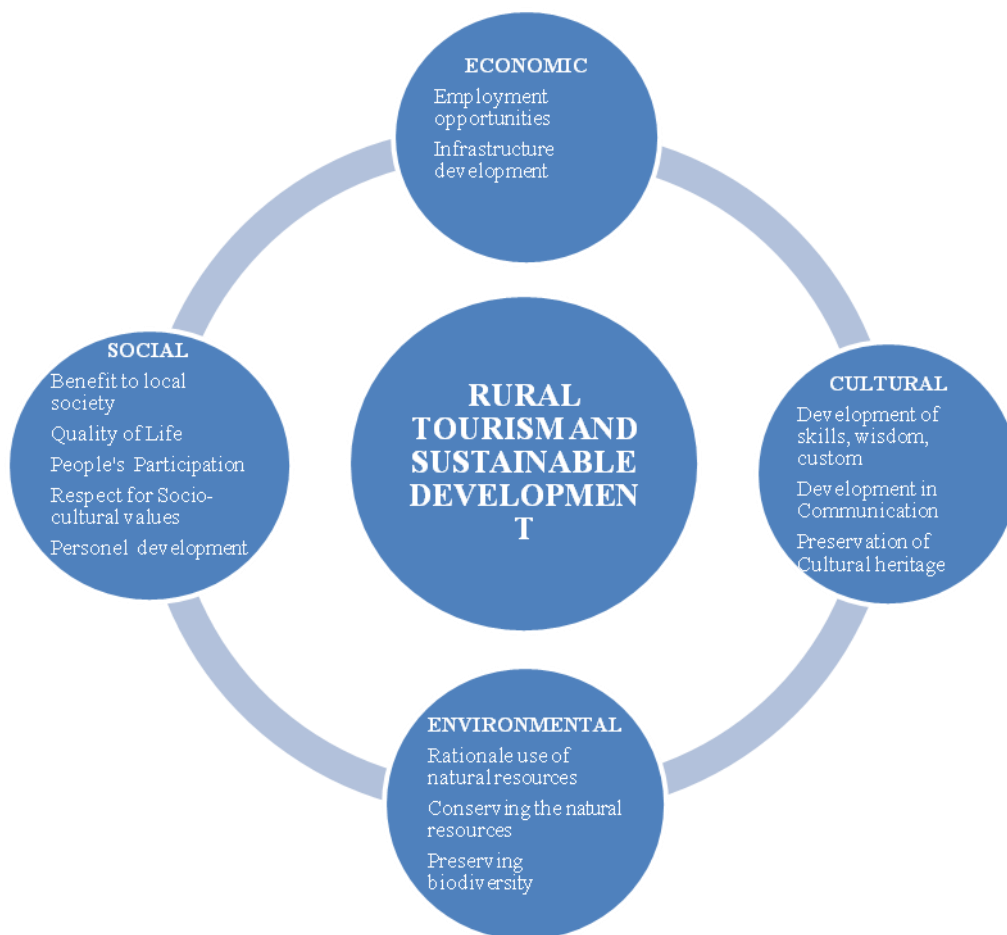 ECONOMIC
Employment
opportunities
Infrastructure
development
SOCIAL
Benefit to local
society
Quality of Life
People's Participation
Respect for Socio-
cultural values
Personel development
RURAL
TOURISM AND
SUSTAINABLE
DEVELOPMEN
T
CULTURAL
Development of
skills, wisdom,
custom
Development in
Communication
Preservation of
Cultural heritage
ENVIRONMENTAL
Rationale use of
natural resources
Conserving the natural
resources
Preserving
biodiversity